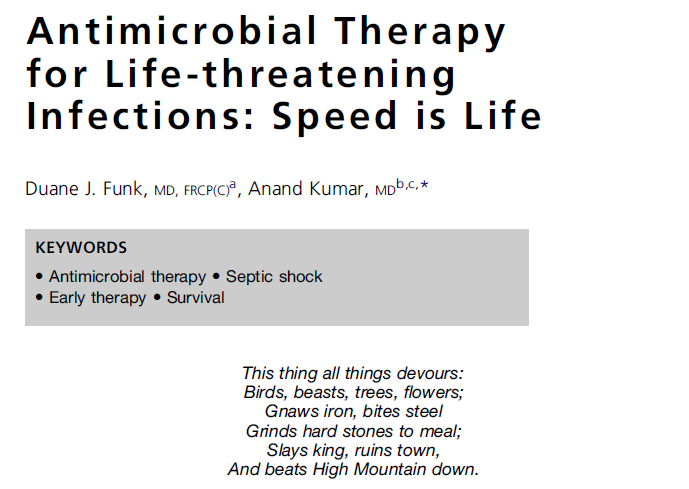 Antimicrobial Therapy
for Life-threatening
Infections: Speed is Life
Duane J. Funk, MD, FRCP(C)a, Anand Kumar, MDb,c,*
KEYWORDS
• Antimicrobial therapy • Septic shock
• Early therapy • Survival
This thing all things devours:
Birds, beasts, trees, flowers;
Gnaws iron, bites steel
Grinds hard stones to meal;
Slays king, ruins town,
And beats High Mountain down.